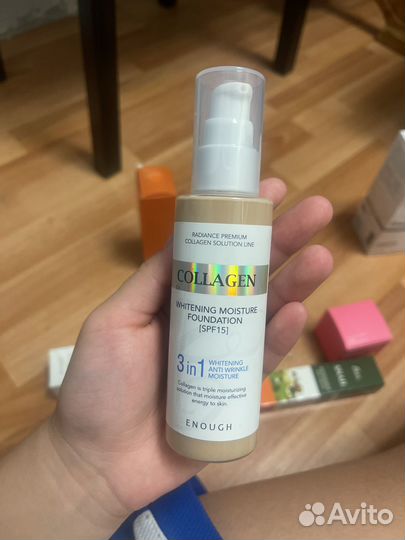 RADIANCE PREMIUM
COLLAGEN SOLUTION LINE
COLLAGEN
WHITENING MOISTURE
FOUNDATION
[SPF15]
3 in 1
WHITENING
ANTI WRINKLE
MOISTURE
Collagen is triple moisturizing
solution that moisture effective
energy to skin.
ENOUGH
SNAIL
Avito